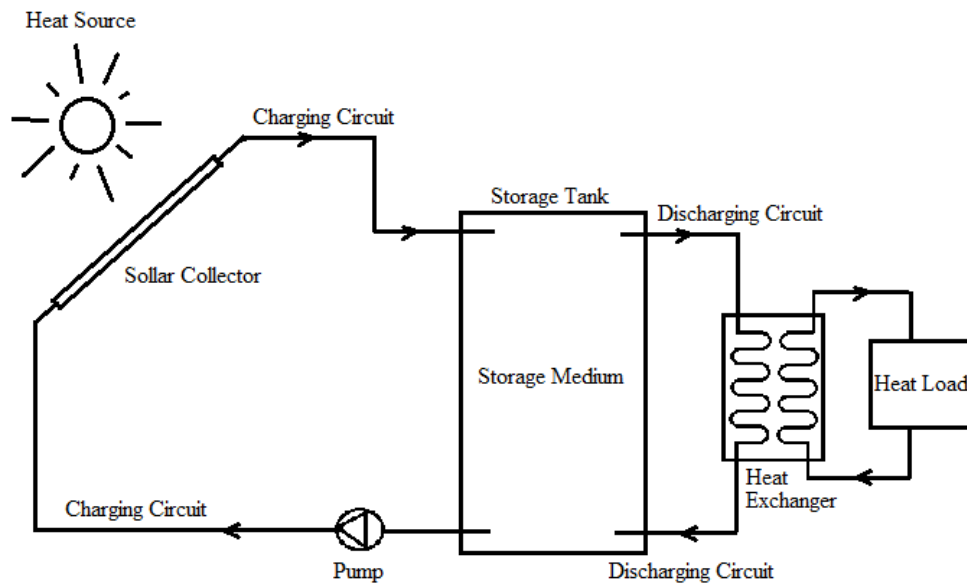 Heat Source
Charging Circuit
Storage Tank
Discharging Circuit
Sollar Collector
Storage Medium
Heat Load
Heat
Exchanger
Charging Circuit
Pump
Discharging Circuit